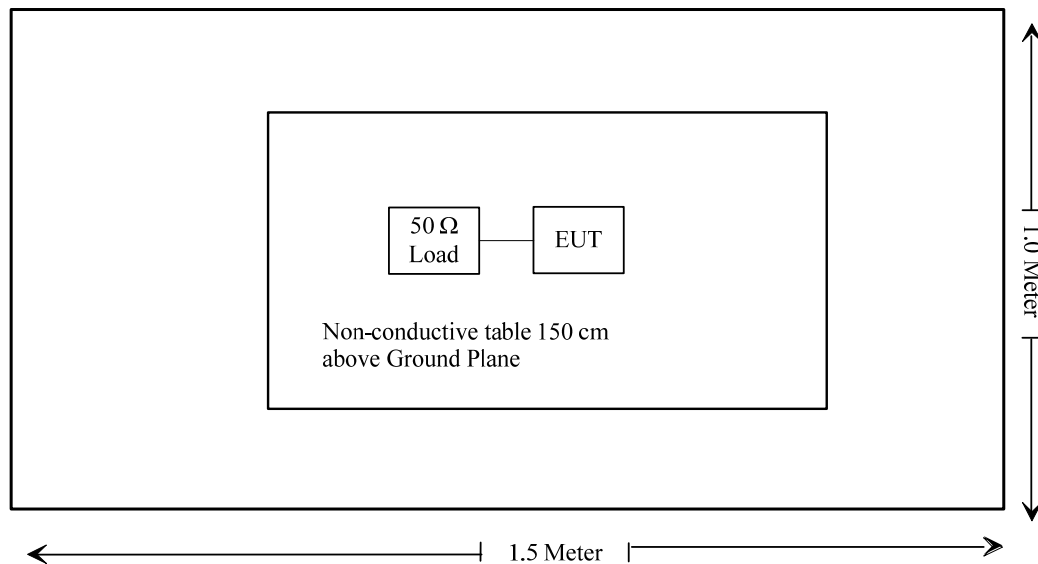 50 Ω
Load
EUT
Non-conductive table 150 cm
above Ground Plane
1.0 Meter
1.5 Meter